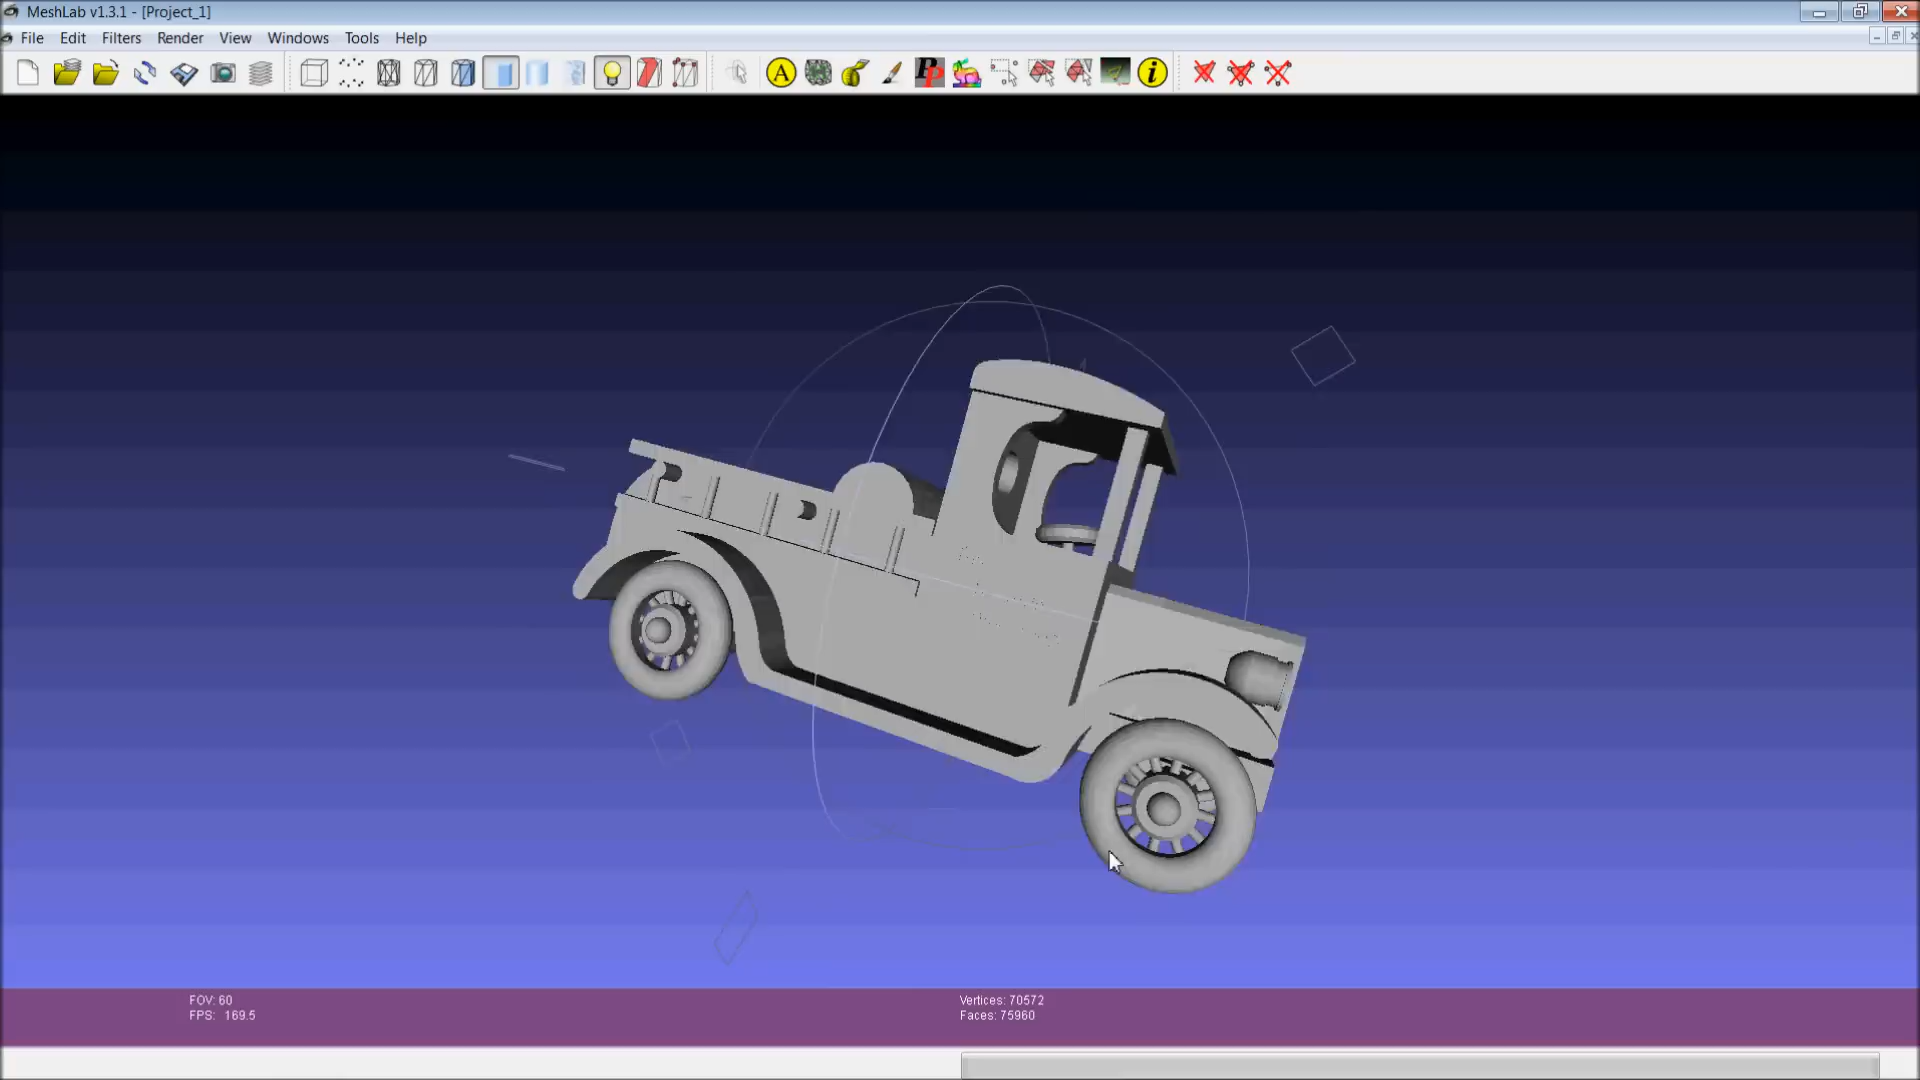 MeshLab v1.3.1 - [Project_1]
File Edit Filters Render View Windows Tools Help
A
PP
i
FOV: 60
FPS: 169.5
Vertices: 70572
Faces: 75960